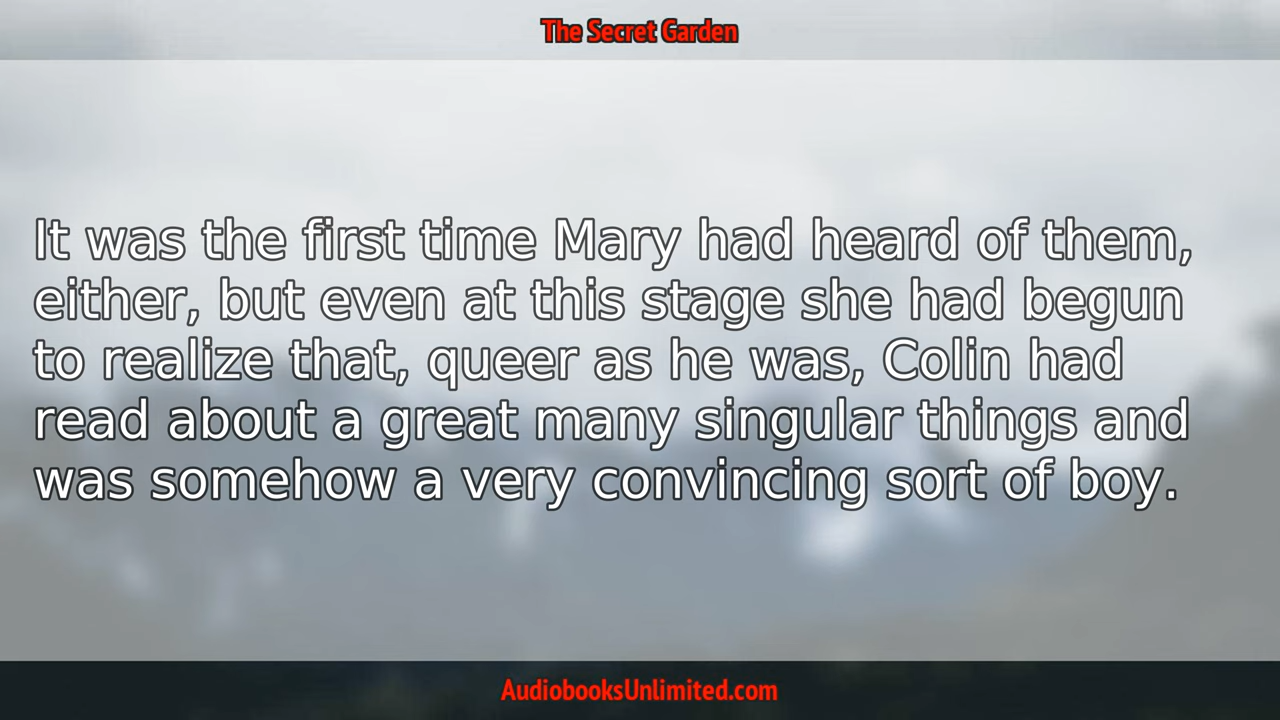 The Secret Garden
It was the first time Mary had heard of them,
either, but even at this stage she had begun
to realize that, queer as he was, Colin had
read about a great many singular things and
was somehow a very convincing sort of boy.
AudiobooksUnlimited.com